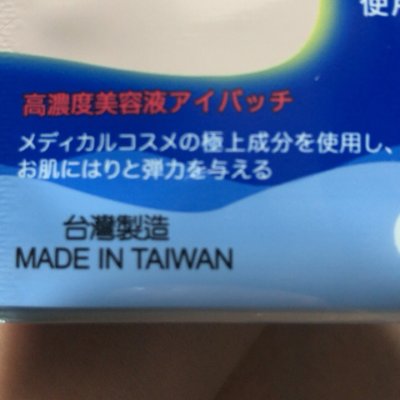 使用
高濃度美容液アイパッチ
メディカルコスメの極上成分を使用し、
お肌にはりと弾力を与える
台灣製造
MADE IN TAIWAN